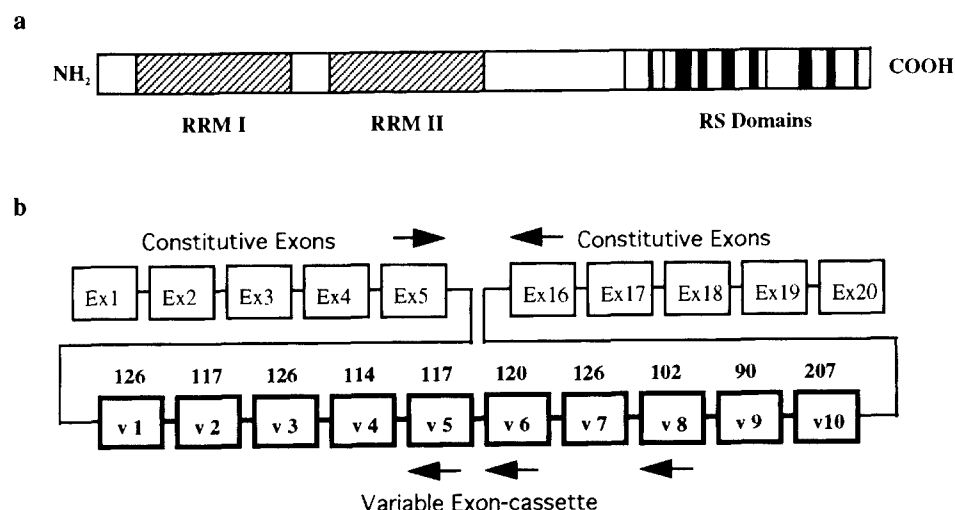 a
NH₂ COOH
RRM I RRM II RS Domains
b
Constitutive Exons Constitutive Exons
Ex1 Ex2 Ex3 Ex4 Ex5 Ex16 Ex17 Ex18 Ex19 Ex20
126 117 126 114 117 120 126 102 90 207
v 1 v 2 v 3 v 4 v 5 v 6 v 7 v 8 v 9 v10
Variable Exon-cassette